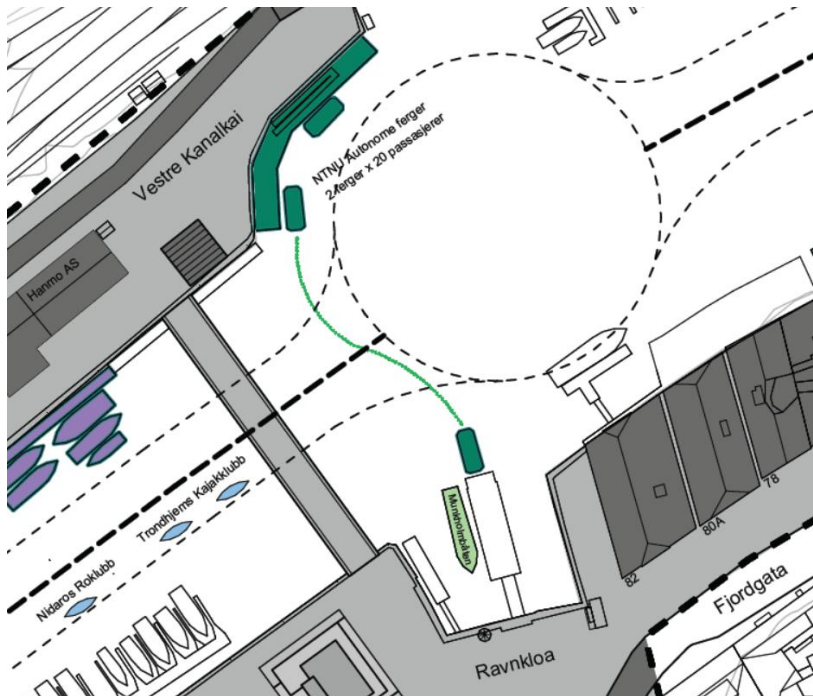 NTNU Autonome ferger
2 ferger x 20 passasjerer
Vestre Kanalkai
Hanmo AS
Trondhjems Kajakklubb
Nidaros Roklubb
Munkholmbåten
78
80A
82
Fjordgata
Ravnkloa